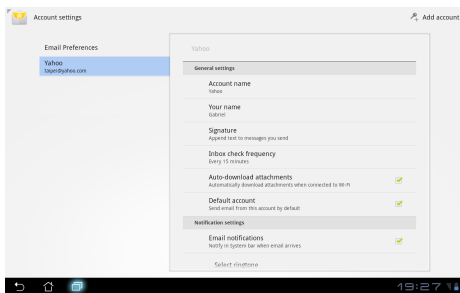 Account settings
Add account
Email Preferences
Yahoo
taiper@yahoo.com
Yahoo
General settings
Account name
Yahoo
Your name
Gabriel
Signature
Append text to messages you send
Inbox check frequency
Every 15 minutes
Auto-download attachments
Automatically download attachments when connected to Wi-Fi
Default account
Send email from this account by default
Notification settings
Email notifications
Notify in System bar when email arrives
Select ringtone
19:27